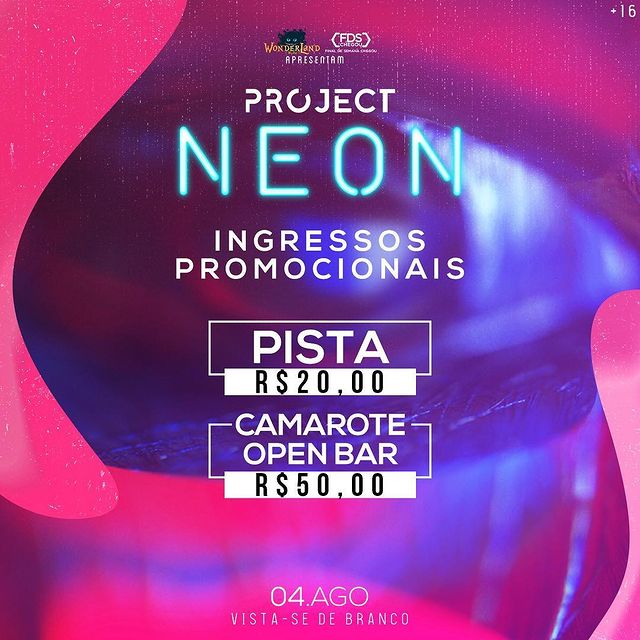 +16
WONDERLAND
FDS
CHEGOU
FINAL DE SEMANA CHEGOU
APRESENTAM
PROJECT
NEON
INGRESSOS
PROMOCIONAIS
PISTA
R$20,00
CAMAROTE
OPEN BAR
R$50,00
04.AGO
VISTA-SE DE BRANCO